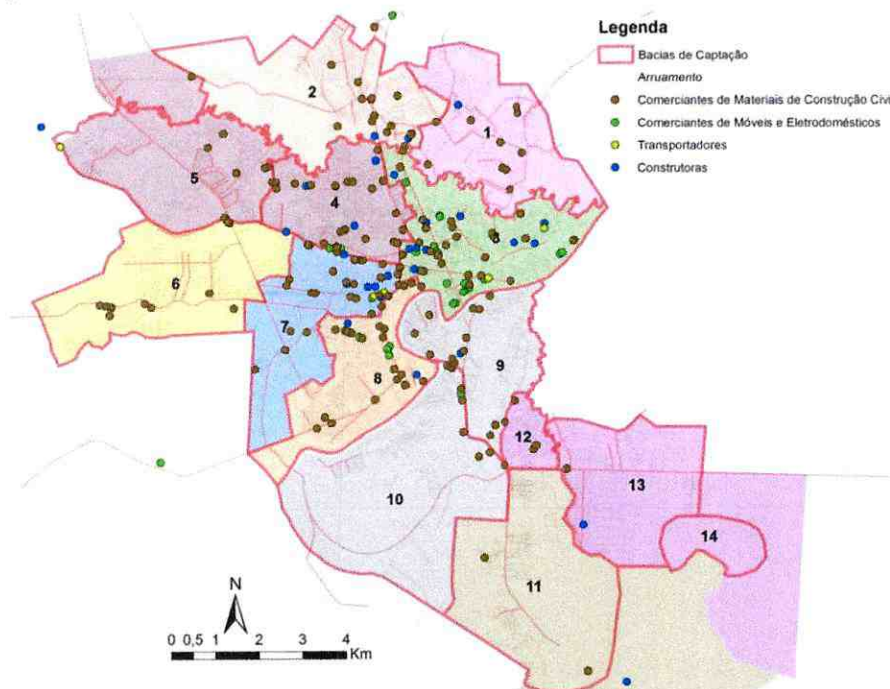 Legenda
Bacias de Captação
Arruamento
Comerciantes de Materiais de Construção Civi
Comerciantes de Móveis e Eletrodomésticos
Transportadores
Construtoras
2
1
5
4
3
6
7
9
8
12
10
13
14
11
N
0 0,5 1 2 3 4
Km